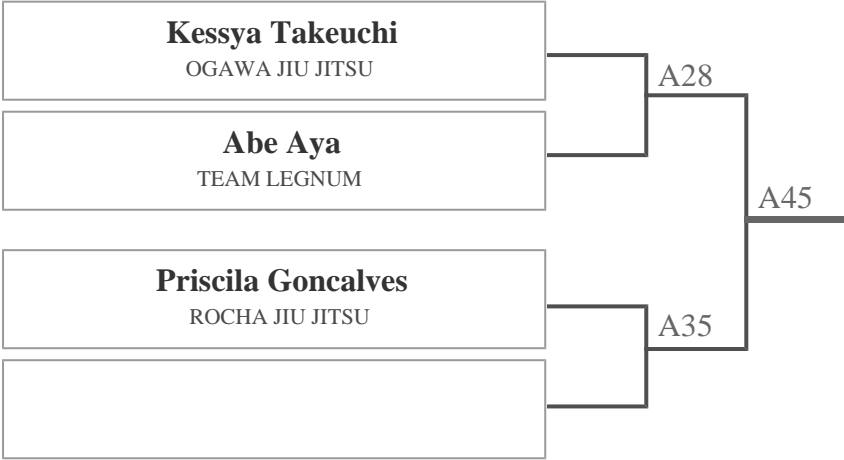 Kessya Takeuchi
OGAWA JIU JITSU
A28
Abe Aya
TEAM LEGNUM
A45
Priscila Goncalves
ROCHA JIU JITSU
A35